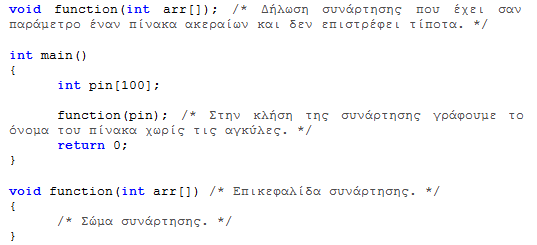 void function(int arr[]); /* Δήλωση συνάρτησης που έχει σαν
παράμετρο έναν πίνακα ακεραίων και δεν επιστρέφει τίποτα. */
int main()
{
int pin[100];
function(pin); /* Στην κλήση της συνάρτησης γράφουμε το
όνομα του πίνακα χωρίς τις αγκύλες. */
return 0;
}
void function(int arr[]) /* Επικεφαλίδα συνάρτησης. */
{
/* Σώμα συνάρτησης. */
}